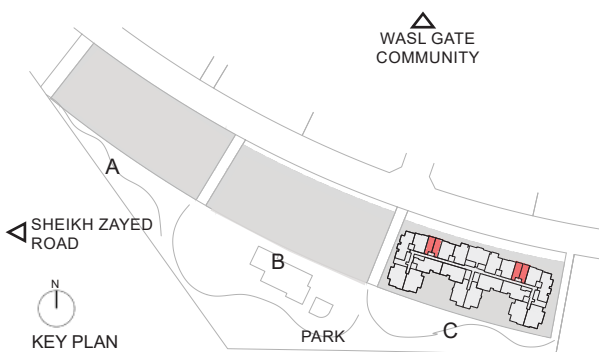 WASL GATE
COMMUNITY
A
SHEIKH ZAYED
ROAD
B
N
KEY PLAN
PARK
C